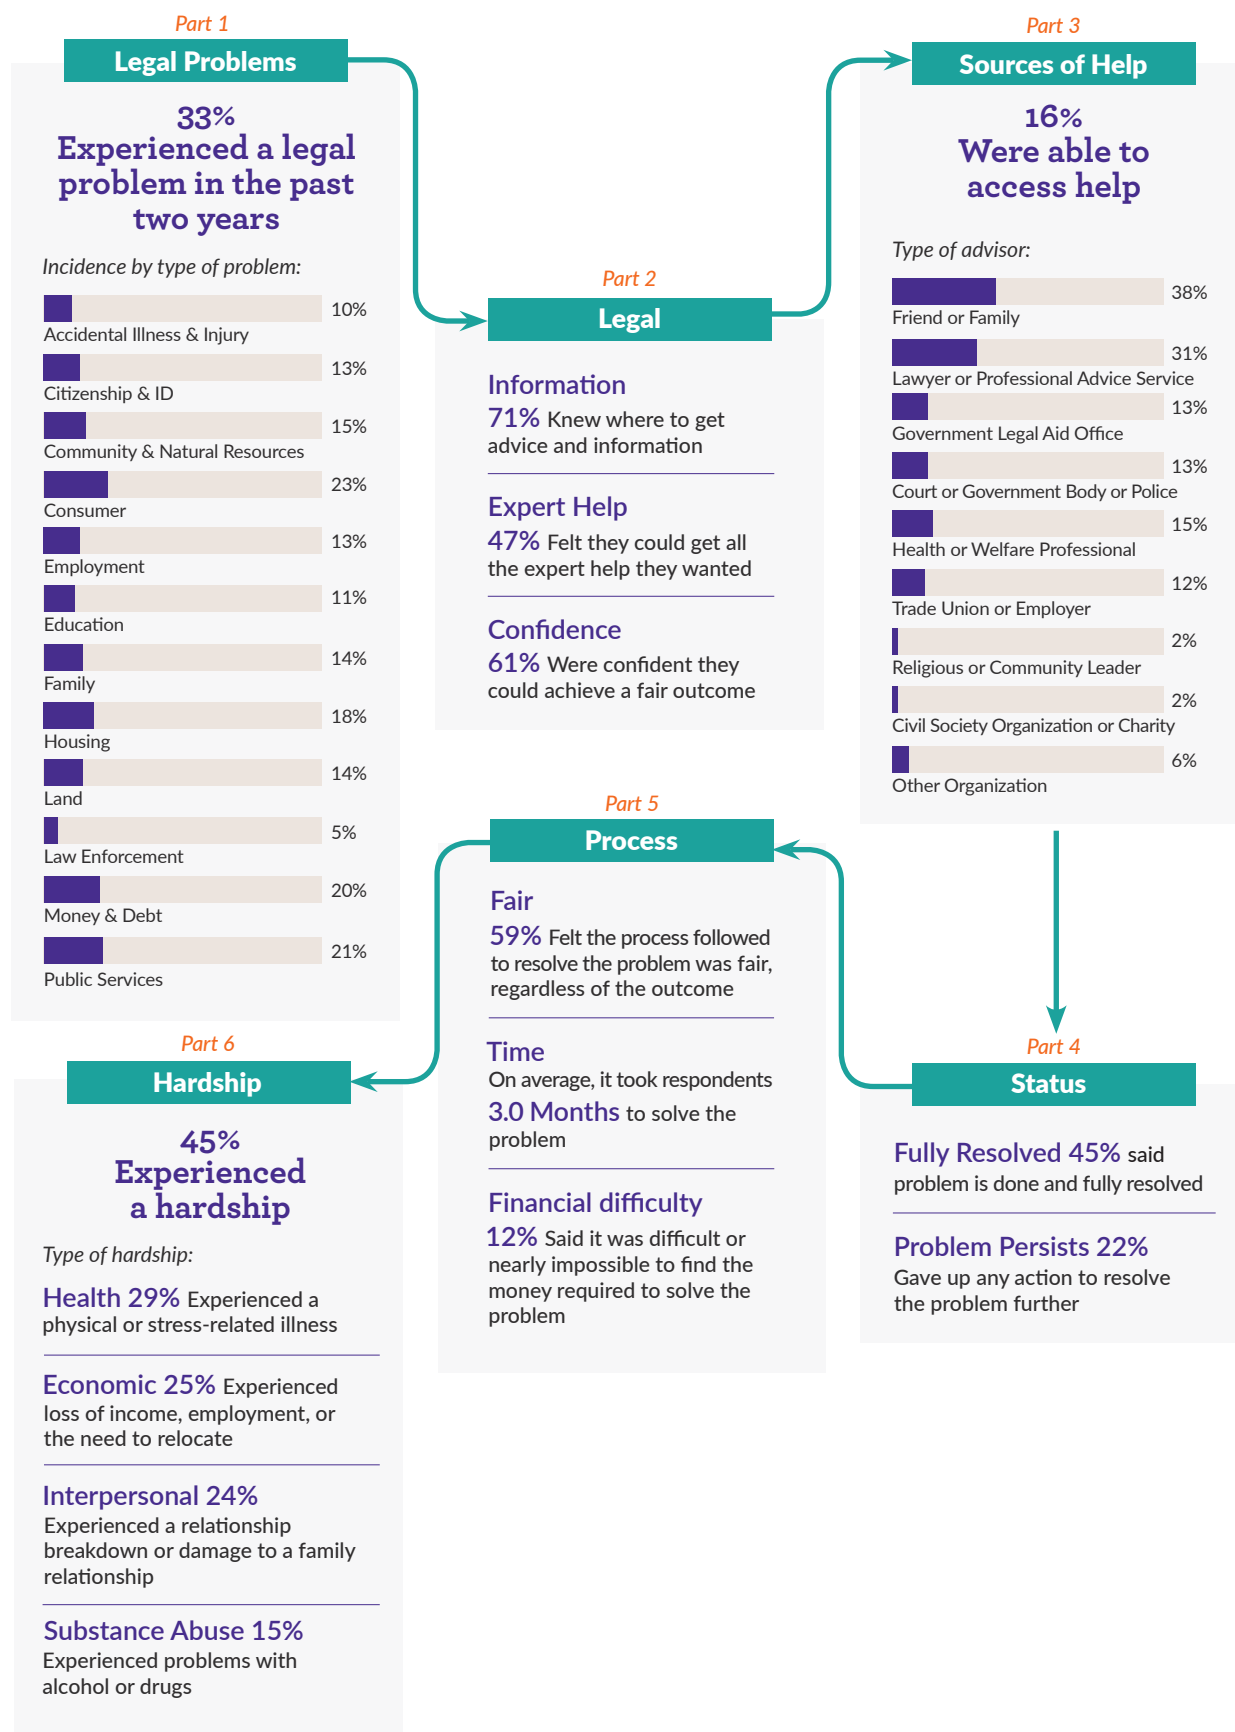 Part 1
Legal Problems
33%
Experienced a legal
problem in the past
two years
Incidence by type of problem:
10%
Accidental Illness & Injury
13%
Citizenship & ID
15%
Community & Natural Resources
23%
Consumer
13%
Employment
11%
Education
14%
Family
18%
Housing
14%
Land
5%
Law Enforcement
20%
Money & Debt
21%
Public Services
Part 2
Legal
Information
71% Knew where to get
advice and information
Expert Help
47% Felt they could get all
the expert help they wanted
Confidence
61% Were confident they
could achieve a fair outcome
Part 3
Sources of Help
16%
Were able to
access help
Type of advisor:
38%
Friend or Family
31%
Lawyer or Professional Advice Service
13%
Government Legal Aid Office
13%
Court or Government Body or Police
15%
Health or Welfare Professional
12%
Trade Union or Employer
2%
Religious or Community Leader
2%
Civil Society Organization or Charity
6%
Other Organization
Part 4
Status
Fully Resolved 45% said
problem is done and fully resolved
Problem Persists 22%
Gave up any action to resolve
the problem further
Part 5
Process
Fair
59% Felt the process followed
to resolve the problem was fair,
regardless of the outcome
Time
On average, it took respondents
3.0 Months to solve the
problem
Financial difficulty
12% Said it was difficult or
nearly impossible to find the
money required to solve the
problem
Part 6
Hardship
45%
Experienced
a hardship
Type of hardship:
Health 29% Experienced a
physical or stress-related illness
Economic 25% Experienced
loss of income, employment, or
the need to relocate
Interpersonal 24%
Experienced a relationship
breakdown or damage to a family
relationship
Substance Abuse 15%
Experienced problems with
alcohol or drugs